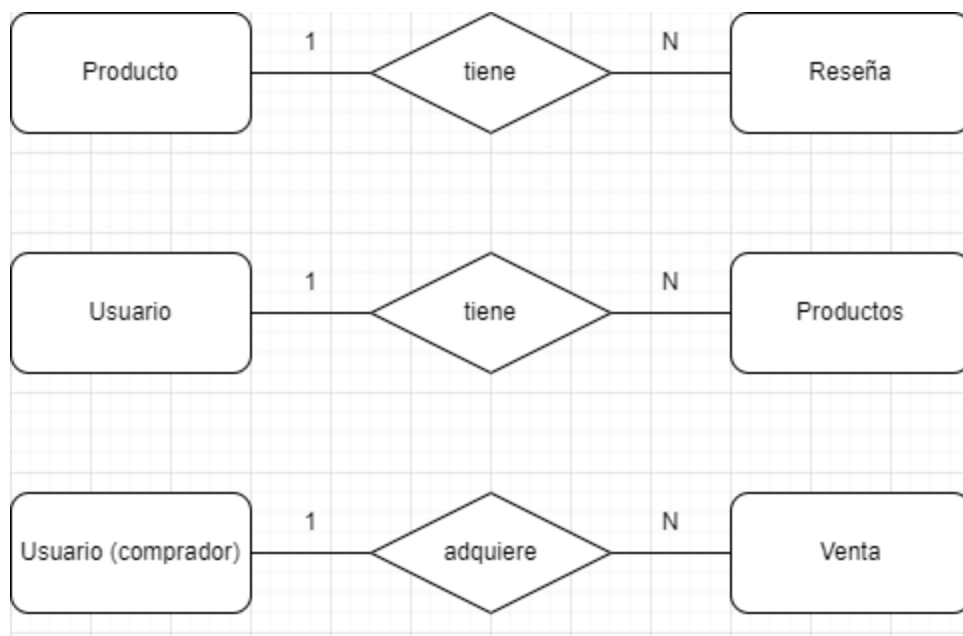 Producto 1 tiene N Reseña
Usuario 1 tiene N Productos
Usuario (comprador) 1 adquiere N Venta